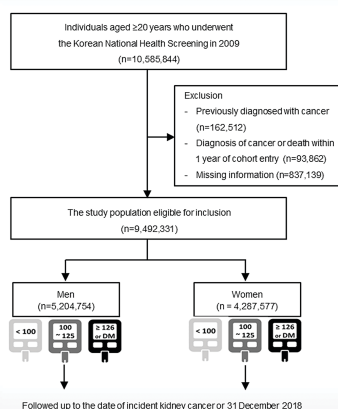 Individuals aged ≥20 years who underwent
the Korean National Health Screening in 2009
(n=10,585,844)
Exclusion
- Previously diagnosed with cancer
(n=162,512)
- Diagnosis of cancer or death within
1 year of cohort entry (n=93,862)
- Missing information (n=837,139)
The study population eligible for inclusion
(n=9,492,331)
Men
(n=5,204,754)
Women
(n = 4,287,577)
< 100
100
~ 125
≥ 126
or DM
< 100
100
~ 125
≥ 126
or DM
Followed up to the date of incident kidney cancer or 31 December 2018